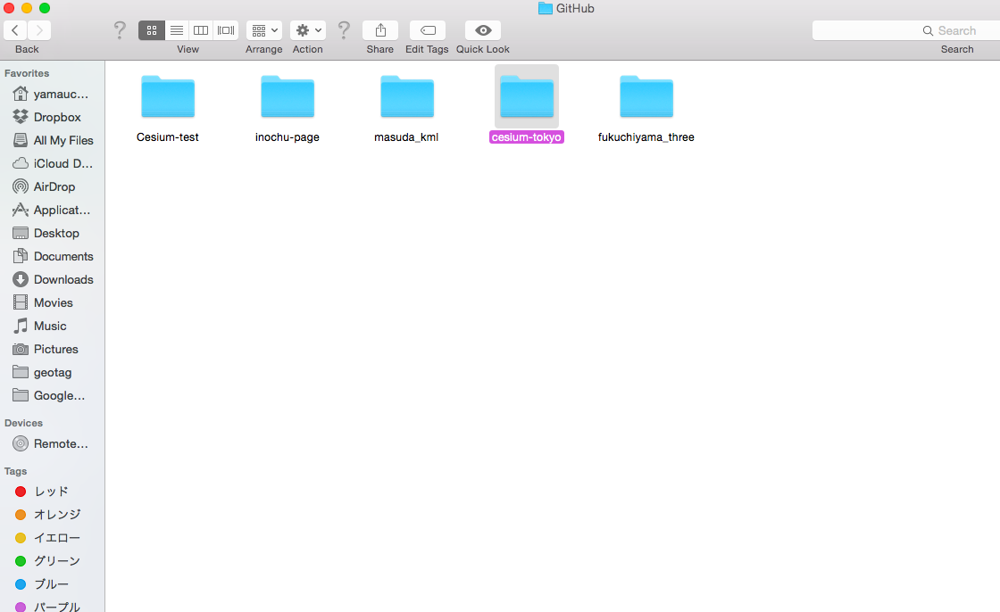 GitHub
Search
Back
View
Arrange
Action
Share
Edit Tags
Quick Look
Search
Favorites
yamauc...
Dropbox
All My Files
iCloud D...
AirDrop
Applicat...
Desktop
Documents
Downloads
Movies
Music
Pictures
geotag
Google...
Devices
Remote...
Tags
レッド
オレンジ
イエロー
グリーン
ブルー
パープル
Cesium-test
inochu-page
masuda_kml
cesium-tokyo
fukuchiyama_three